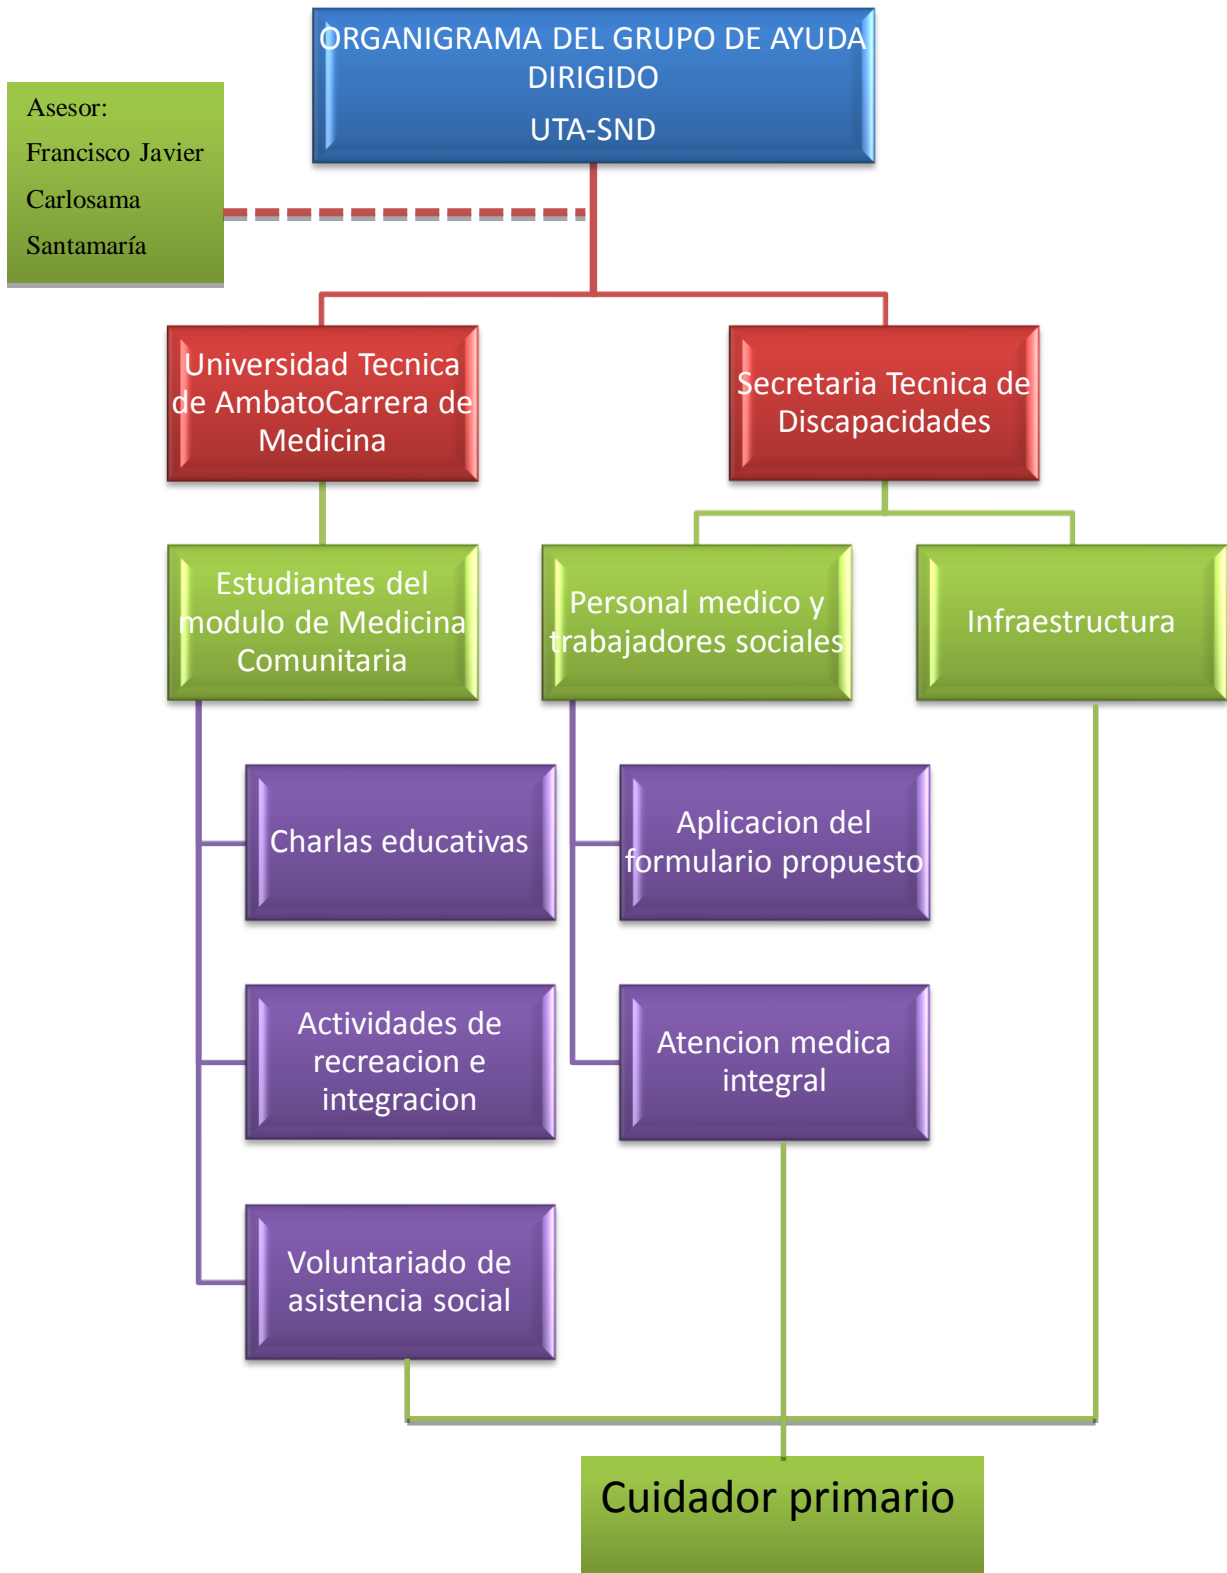 ORGANIGRAMA DEL GRUPO DE AYUDA
DIRIGIDO
UTA-SND
Asesor:
Francisco Javier
Carlosama
Santamaría
Universidad Tecnica
de AmbatoCarrera de
Medicina
Secretaria Tecnica de
Discapacidades
Estudiantes del
modulo de Medicina
Comunitaria
Personal medico y
trabajadores sociales
Infraestructura
Charlas educativas
Aplicacion del
formulario propuesto
Actividades de
recreacion e
integracion
Atencion medica
integral
Voluntariado de
asistencia social
Cuidador primario